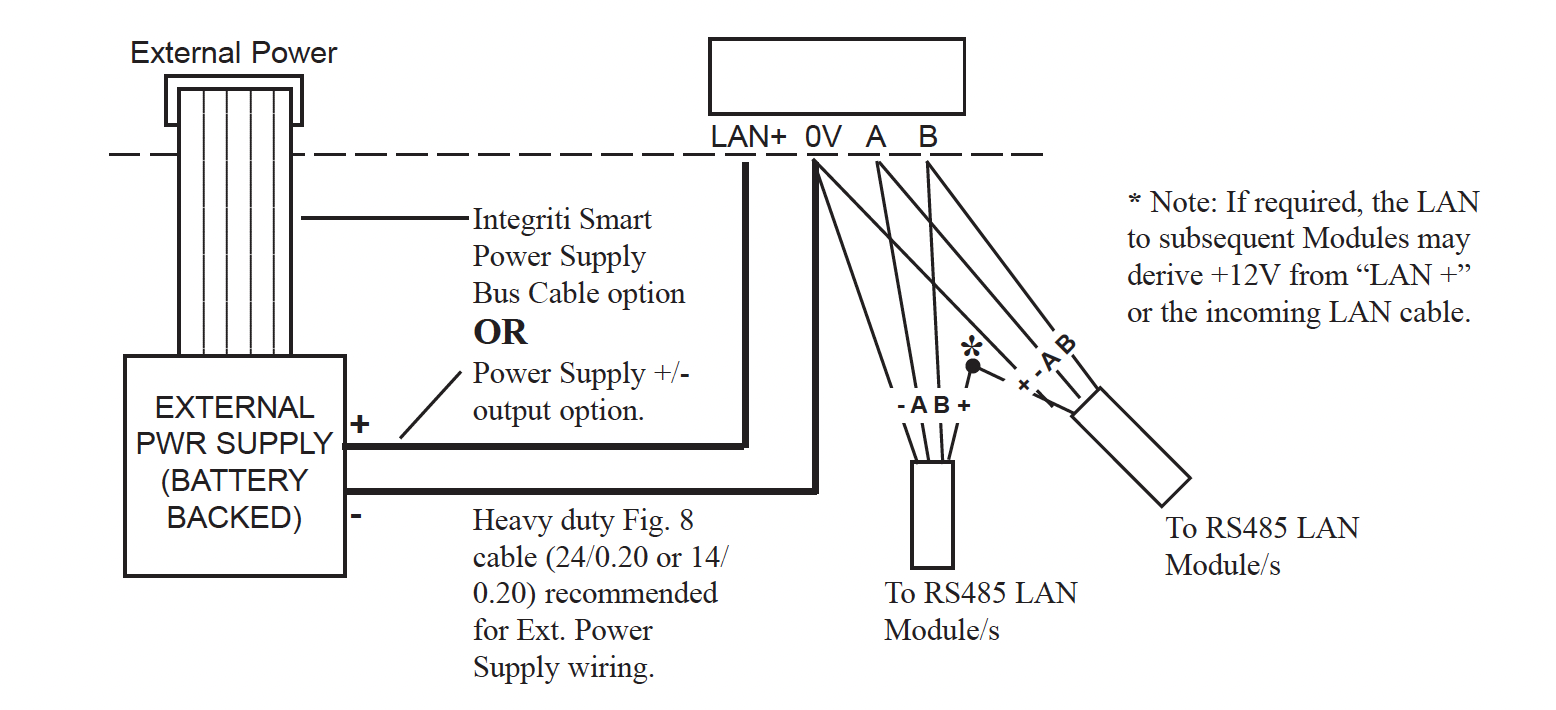 External Power
LAN+ 0V A B
Integriti Smart
Power Supply
Bus Cable option
OR
Power Supply +/-
output option.
* Note: If required, the LAN
to subsequent Modules may
derive +12V from “LAN +”
or the incoming LAN cable.
EXTERNAL
PWR SUPPLY
(BATTERY
BACKED)
+
-
*
+ - A B
- A B +
Heavy duty Fig. 8
cable (24/0.20 or 14/
0.20) recommended
for Ext. Power
Supply wiring.
To RS485 LAN
Module/s
To RS485 LAN
Module/s